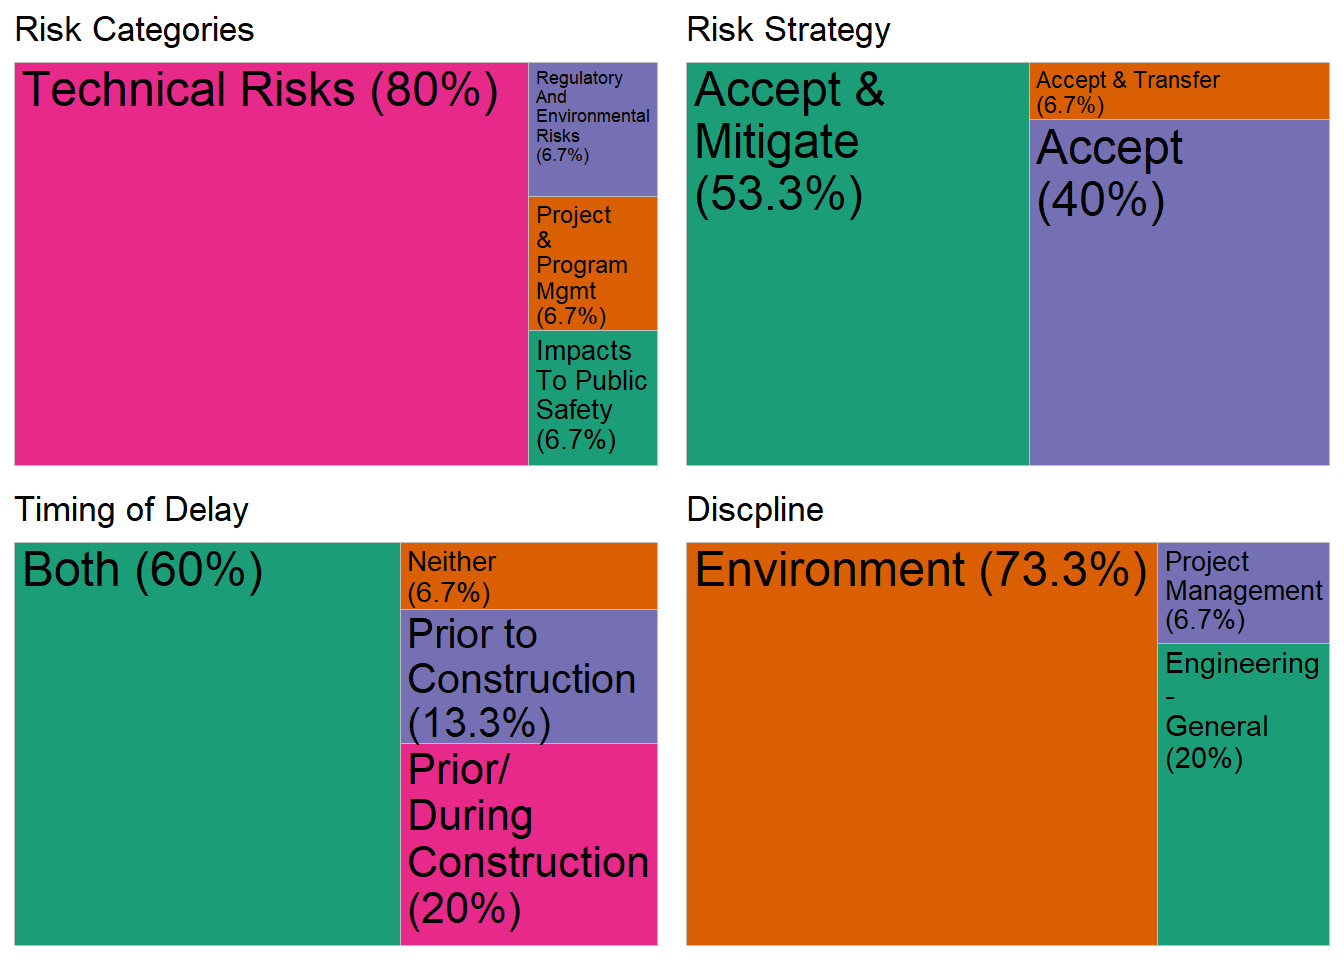 Risk Categories
Technical Risks (80%)
Regulatory
And
Environmental
Risks
(6.7%)
Project
&
Program
Mgmt
(6.7%)
Impacts
To Public
Safety
(6.7%)
Risk Strategy
Accept &
Mitigate
(53.3%)
Accept & Transfer
(6.7%)
Accept
(40%)
Timing of Delay
Both (60%)
Neither
(6.7%)
Prior to
Construction
(13.3%)
Prior/
During
Construction
(20%)
Discpline
Environment (73.3%)
Project
Management
(6.7%)
Engineering
-
General
(20%)